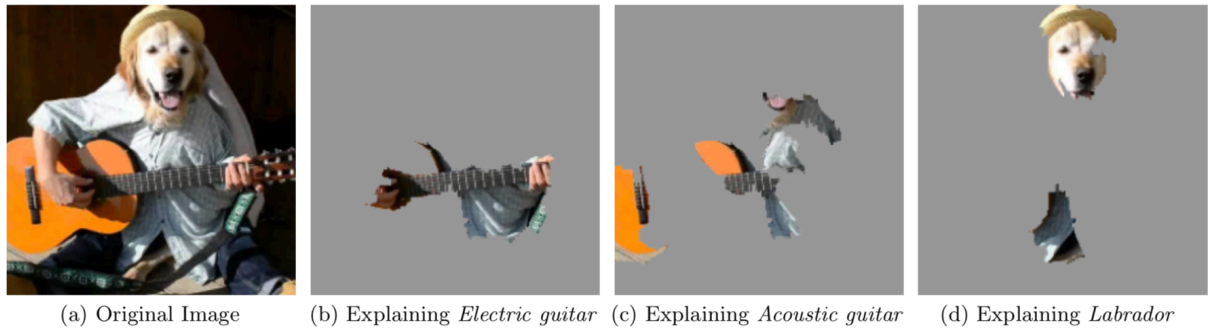 (a) Original Image
(b) Explaining Electric guitar
(c) Explaining Acoustic guitar
(d) Explaining Labrador